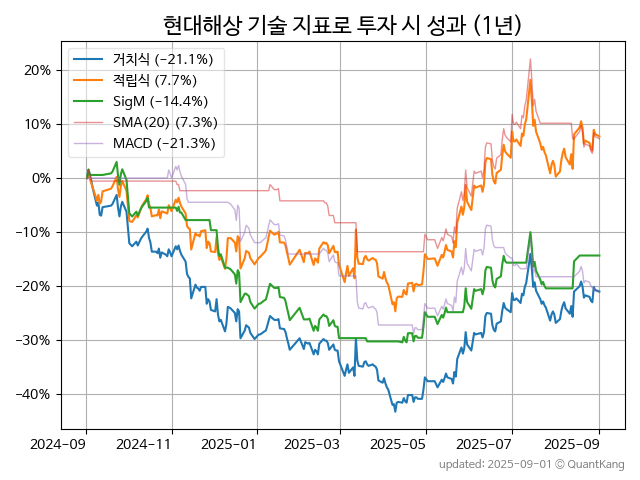 현대해상 기술 지표로 투자 시 성과 (1년)
거치식 (−21.1%)
적립식 (7.7%)
SigM (−14.4%)
SMA(20) (7.3%)
MACD (−21.3%)
20%
10%
0%
−10%
−20%
−30%
−40%
2024-09
2024-11
2025-01
2025-03
2025-05
2025-07
2025-09
updated: 2025-09-01 © QuantKang